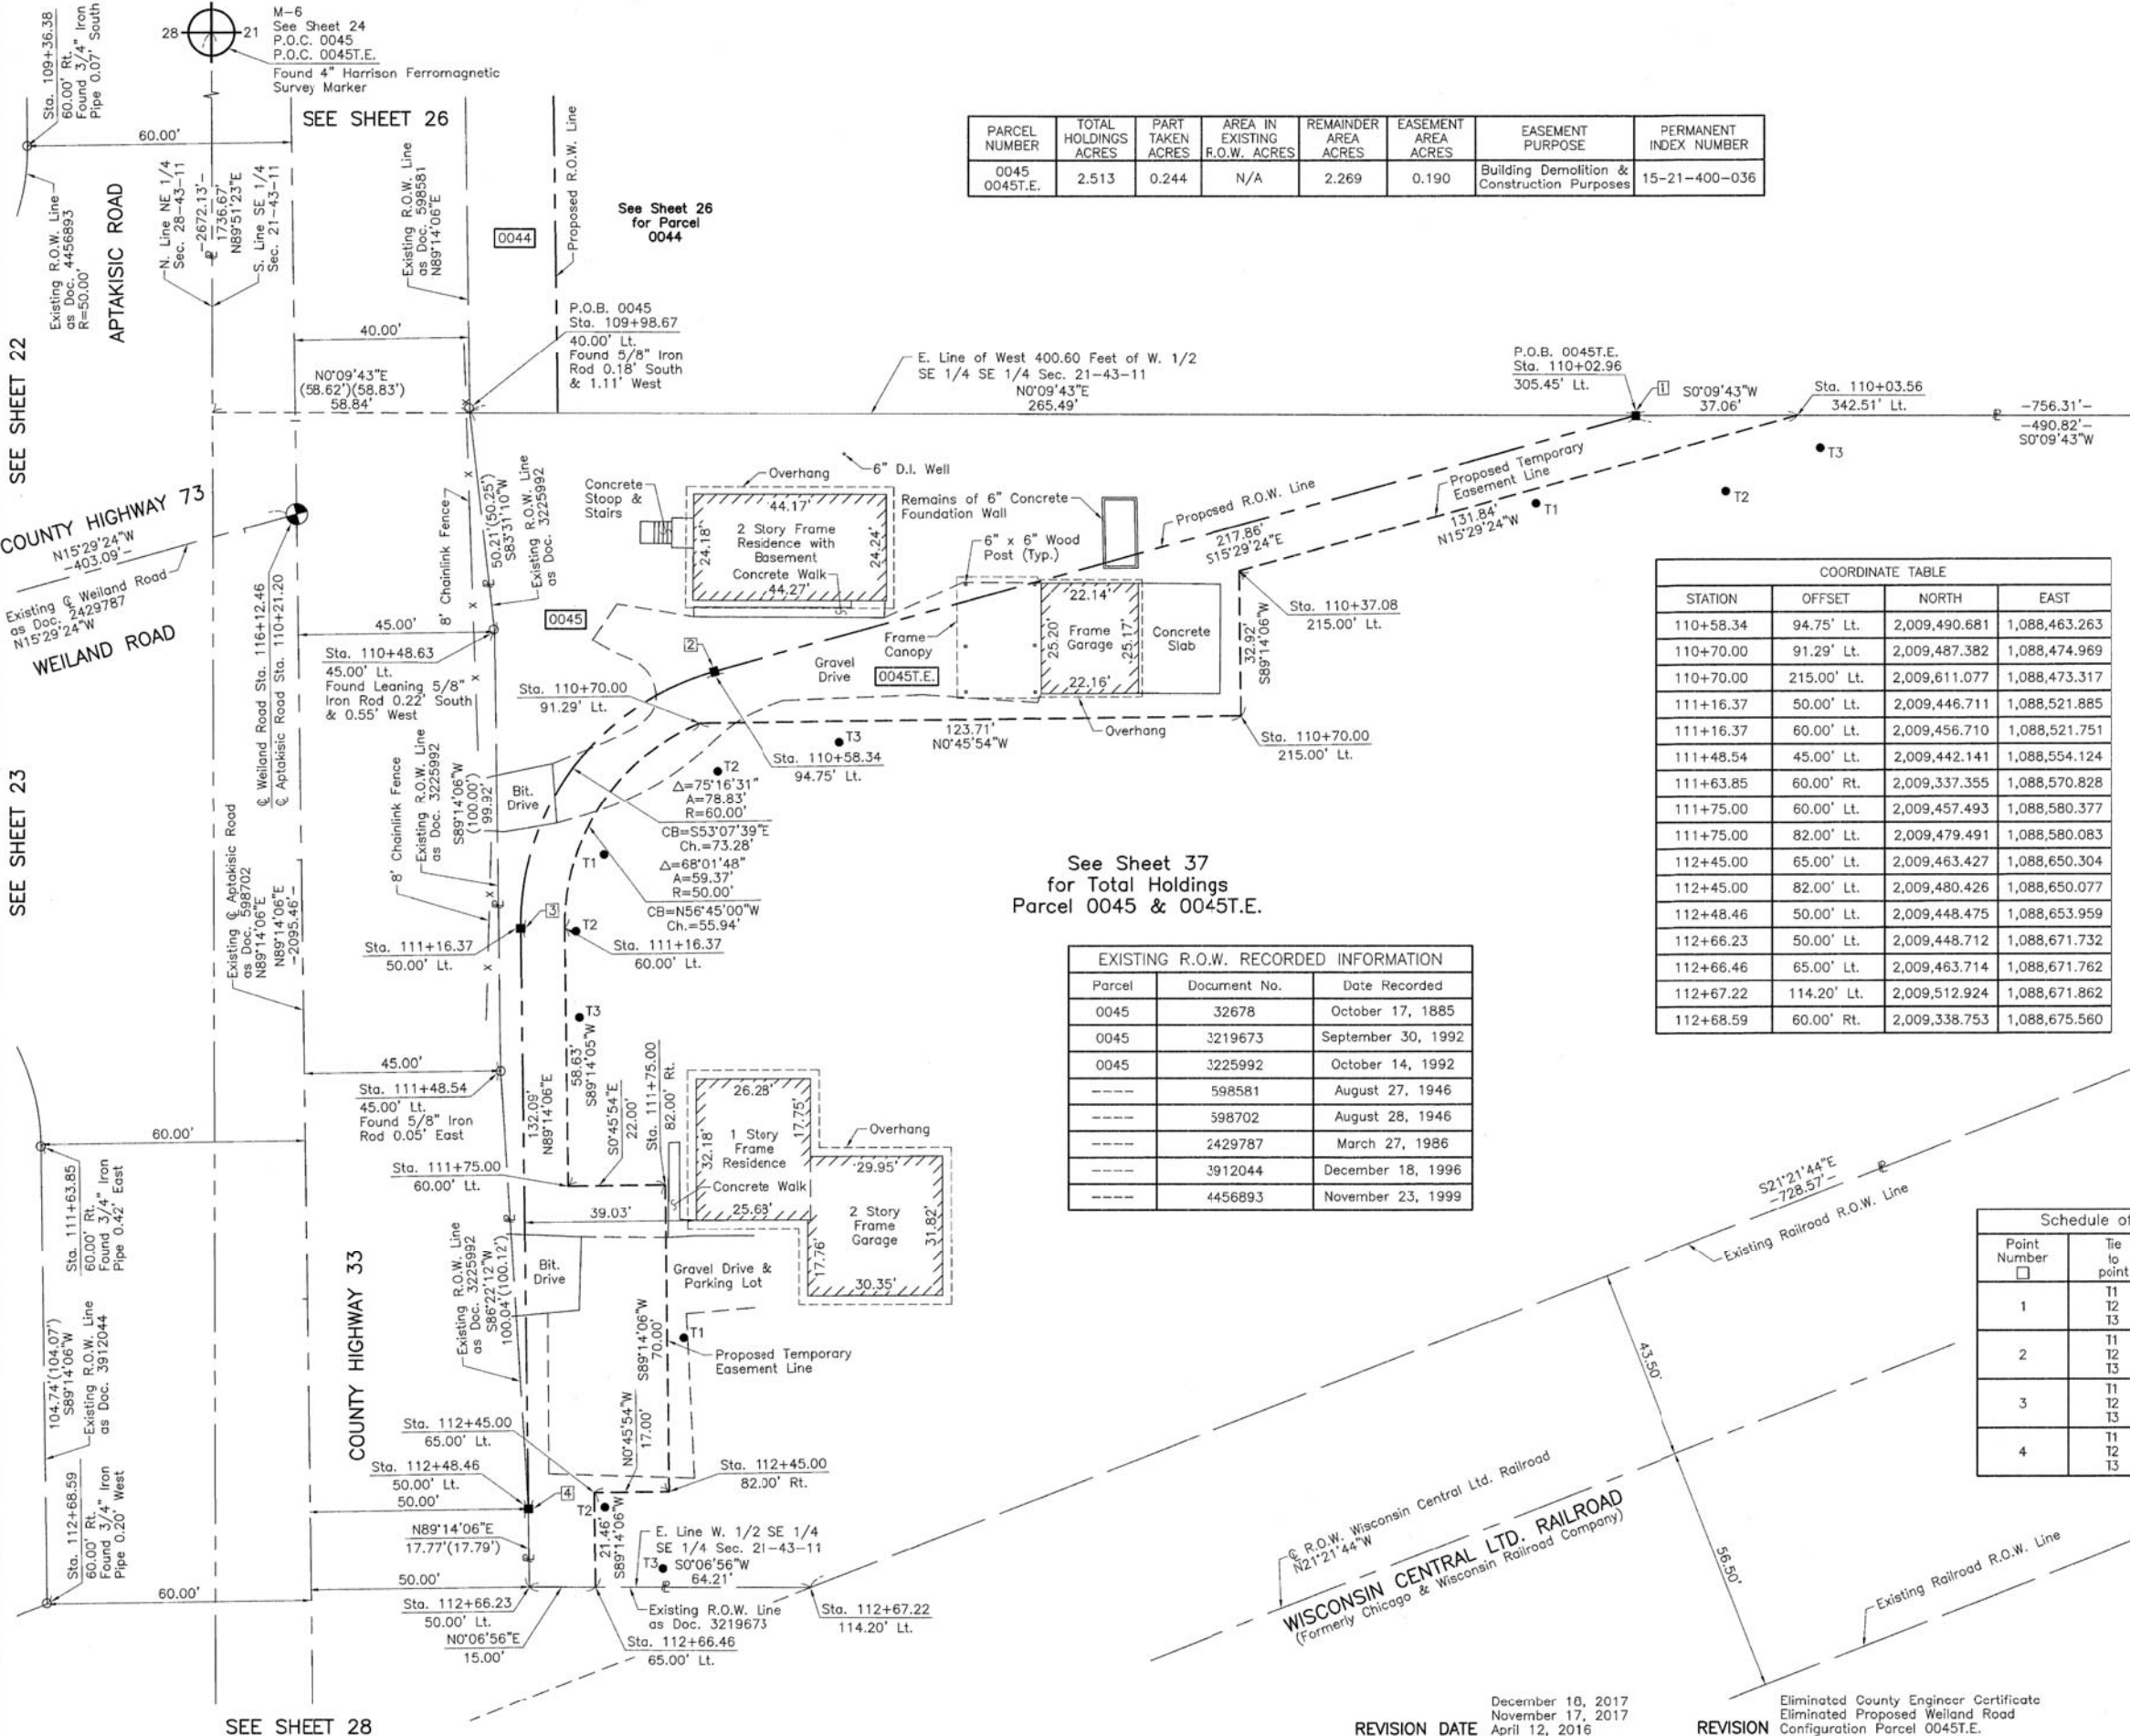 M-6
See Sheet 24
P.O.C. 0045
P.O.C. 0045T.E.
Found 4" Harrison Ferromagnetic
Survey Marker
28
21
Sta. 109+36.38
60.00' Rt.
Found 3/4" Iron
Pipe 0.07' South
60.00'
SEE SHEET 26
Existing R.O.W. Line
as Doc. 4456893
R=50.00'
APTAKISIC ROAD
N. Line NE 1/4
Sec. 28-43-11
-2672.13'-
1736.67'
N89°51'23"E
S. Line SE 1/4
Sec. 21-43-11
Existing R.O.W. Line
as Doc. 598581
N89°14'06"E
0044
Proposed R.O.W. Line
See Sheet 26
for Parcel
0044
PARCEL NUMBER
TOTAL HOLDINGS ACRES
PART TAKEN ACRES
AREA IN EXISTING R.O.W. ACRES
REMAINDER AREA ACRES
EASEMENT AREA ACRES
EASEMENT PURPOSE
PERMANENT INDEX NUMBER
0045
0045T.E.
2.513
0.244
N/A
2.269
0.190
Building Demolition &
Construction Purposes
15-21-400-036
SEE SHEET 22
40.00'
N0°09'43"E
(58.62')(58.83')
58.84'
P.O.B. 0045
Sta. 109+98.67
40.00' Lt.
Found 5/8" Iron
Rod 0.18' South
& 1.11' West
E. Line of West 400.60 Feet of W. 1/2
SE 1/4 SE 1/4 Sec. 21-43-11
N0°09'43"E
265.49'
P.O.B. 0045T.E.
Sta. 110+02.96
305.45' Lt.
1
S0°09'43"W
37.06'
Sta. 110+03.56
342.51' Lt.
-756.31'-
-490.82'-
S0°09'43"W
T3
T2
T1
COUNTY HIGHWAY 73
N15°29'24"W
-403.09'-
Existing ℄ Weiland Road
as Doc. 2429787
N15°29'24"W
WEILAND ROAD
℄ Weiland Road Sta. 116+12.46
℄ Aptakisic Road Sta. 110+21.20
8' Chainlink Fence
50.21'(50.25')
S83°31'10"W
Existing R.O.W. Line
as Doc. 3225992
Concrete
Stoop &
Stairs
Overhang
6" D.I. Well
44.17'
2 Story Frame
Residence with
Basement
Concrete Walk
44.27'
24.18'
24.24'
Remains of 6" Concrete
Foundation Wall
6" x 6" Wood
Post (Typ.)
Proposed R.O.W. Line
217.86'
S15°29'24"E
Proposed Temporary
Easement Line
131.84'
N15°29'24"W
0045
45.00'
Sta. 110+48.63
45.00' Lt.
Found Leaning 5/8"
Iron Rod 0.22' South
& 0.55' West
2
Frame
Canopy
Gravel
Drive
0045T.E.
22.14'
25.20'
Frame
Garage
25.17'
22.16'
Concrete
Slab
32.92'
S89°14'06"W
Sta. 110+37.08
215.00' Lt.
Sta. 110+70.00
91.29' Lt.
123.71'
N0°45'54"W
Overhang
Sta. 110+70.00
215.00' Lt.
T3
Sta. 110+58.34
94.75' Lt.
T2
Δ=75°16'31"
A=78.83'
R=60.00'
CB=S53°07'39"E
Ch.=73.28'
Δ=68°01'48"
A=59.37'
R=50.00'
CB=N56°45'00"W
Ch.=55.94'
T1
COORDINATE TABLE
STATION OFFSET NORTH EAST
110+58.34 94.75' Lt. 2,009,490.681 1,088,463.263
110+70.00 91.29' Lt. 2,009,487.382 1,088,474.969
110+70.00 215.00' Lt. 2,009,611.077 1,088,473.317
111+16.37 50.00' Lt. 2,009,446.711 1,088,521.885
111+16.37 60.00' Lt. 2,009,456.710 1,088,521.751
111+48.54 45.00' Lt. 2,009,442.141 1,088,554.124
111+63.85 60.00' Rt. 2,009,337.355 1,088,570.828
111+75.00 60.00' Lt. 2,009,457.493 1,088,580.377
111+75.00 82.00' Lt. 2,009,479.491 1,088,580.083
112+45.00 65.00' Lt. 2,009,463.427 1,088,650.304
112+45.00 82.00' Lt. 2,009,480.426 1,088,650.077
112+48.46 50.00' Lt. 2,009,448.475 1,088,653.959
112+66.23 50.00' Lt. 2,009,448.712 1,088,671.732
112+66.46 65.00' Lt. 2,009,463.714 1,088,671.762
112+67.22 114.20' Lt. 2,009,512.924 1,088,671.862
112+68.59 60.00' Rt. 2,009,338.753 1,088,675.560
SEE SHEET 23
8' Chainlink Fence
Existing R.O.W. Line
as Doc. 3225992
S89°14'06"W
(100.00')
99.92'
Bit.
Drive
Existing ℄ Aptakisic Road
as Doc. 598702
N89°14'06"E
N89°14'06"E
-2095.46'-
3
Sta. 111+16.37
50.00' Lt.
T2
Sta. 111+16.37
60.00' Lt.
T3
See Sheet 37
for Total Holdings
Parcel 0045 & 0045T.E.
EXISTING R.O.W. RECORDED INFORMATION
Parcel Document No. Date Recorded
0045 32678 October 17, 1885
0045 3219673 September 30, 1992
0045 3225992 October 14, 1992
---- 598581 August 27, 1946
---- 598702 August 28, 1946
---- 2429787 March 27, 1986
---- 3912044 December 18, 1996
---- 4456893 November 23, 1999
45.00'
Sta. 111+48.54
45.00' Lt.
Found 5/8" Iron
Rod 0.05' East
132.09'
N89°14'06"E
58.63'
S89°14'05"W
S0°45'54"E
22.00'
Sta. 111+75.00
82.00' Rt.
60.00'
Sta. 111+75.00
60.00' Lt.
26.28'
17.75'
32.18'
1 Story
Frame
Residence
Concrete Walk
25.63'
Overhang
29.95'
2 Story
Frame
Garage
31.82'
17.76'
30.35'
Sta. 111+63.85
60.00' Rt.
Found 3/4" Iron
Pipe 0.42' East
39.03'
COUNTY HIGHWAY 33
Existing R.O.W. Line
as Doc. 3225992
S86°22'12"W
100.04'(100.12')
Bit.
Drive
Gravel Drive &
Parking Lot
S89°14'06"W
70.00'
T1
Proposed Temporary
Easement Line
104.74'(104.07')
S89°14'06"W
Existing R.O.W. Line
as Doc. 3912044
S21°21'44"E
-728.57'-
Existing Railroad R.O.W. Line
43.50'
56.50'
Schedule of
Point
Number
Tie
to
point
1
T1
T2
T3
2
T1
T2
T3
3
T1
T2
T3
4
T1
T2
T3
Sta. 112+45.00
65.00' Lt.
N0°45'54"W
17.00'
Sta. 112+45.00
82.00' Rt.
Sta. 112+48.46
50.00' Lt.
50.00'
4
T2
N89°14'06"E
17.77'(17.79')
21.46'
S89°14'06"W
E. Line W. 1/2 SE 1/4
SE 1/4 Sec. 21-43-11
T3
S0°06'56"W
64.21'
Sta. 112+68.59
60.00' Rt.
Found 3/4" Iron
Pipe 0.20' West
60.00'
50.00'
Sta. 112+66.23
50.00' Lt.
N0°06'56"E
15.00'
Existing R.O.W. Line
as Doc. 3219673
Sta. 112+66.46
65.00' Lt.
Sta. 112+67.22
114.20' Lt.
℄ R.O.W. Wisconsin Central Ltd. Railroad
N21°21'44"W
WISCONSIN CENTRAL LTD. RAILROAD
(Formerly Chicago & Wisconsin Railroad Company)
Existing Railroad R.O.W. Line
SEE SHEET 28
REVISION DATE
December 18, 2017
November 17, 2017
April 12, 2016
REVISION
Eliminated County Engineer Certificate
Eliminated Proposed Weiland Road
Configuration Parcel 0045T.E.